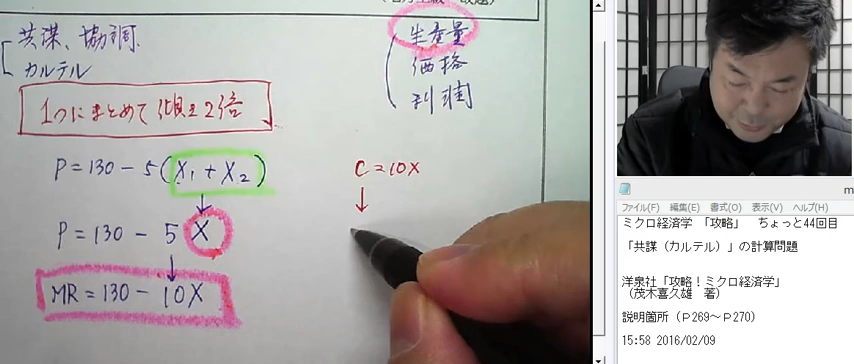 共謀、協調
カルテル
1つにまとめて 傾き2倍
P=130-5(X₁+X₂)
P=130-5X
MR=130-10X
生産量
価格
利潤
C=10X
ファイル(F) 編集(E) 書式(O) 表示(V) ヘルプ(H)
ミクロ経済学 「攻略」 ちょっと44回目
「共謀(カルテル)」の計算問題
洋泉社「攻略!ミクロ経済学」
(茂木喜久雄 著)
説明箇所(P269～P270)
15:58 2016/02/09